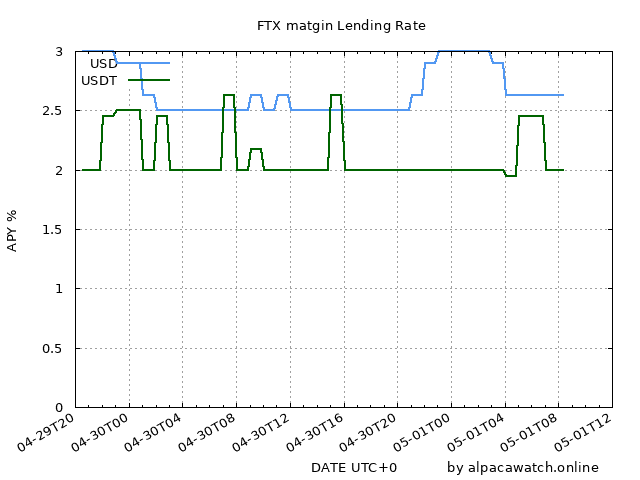 FTX matgin Lending Rate
3
USD
USDT
2.5
2
1.5
1
0.5
0
APY %
04-29T20
04-30T00
04-30T04
04-30T08
04-30T12
04-30T16
04-30T20
05-01T00
05-01T04
05-01T08
05-01T12
DATE UTC+0
by alpacawatch.online